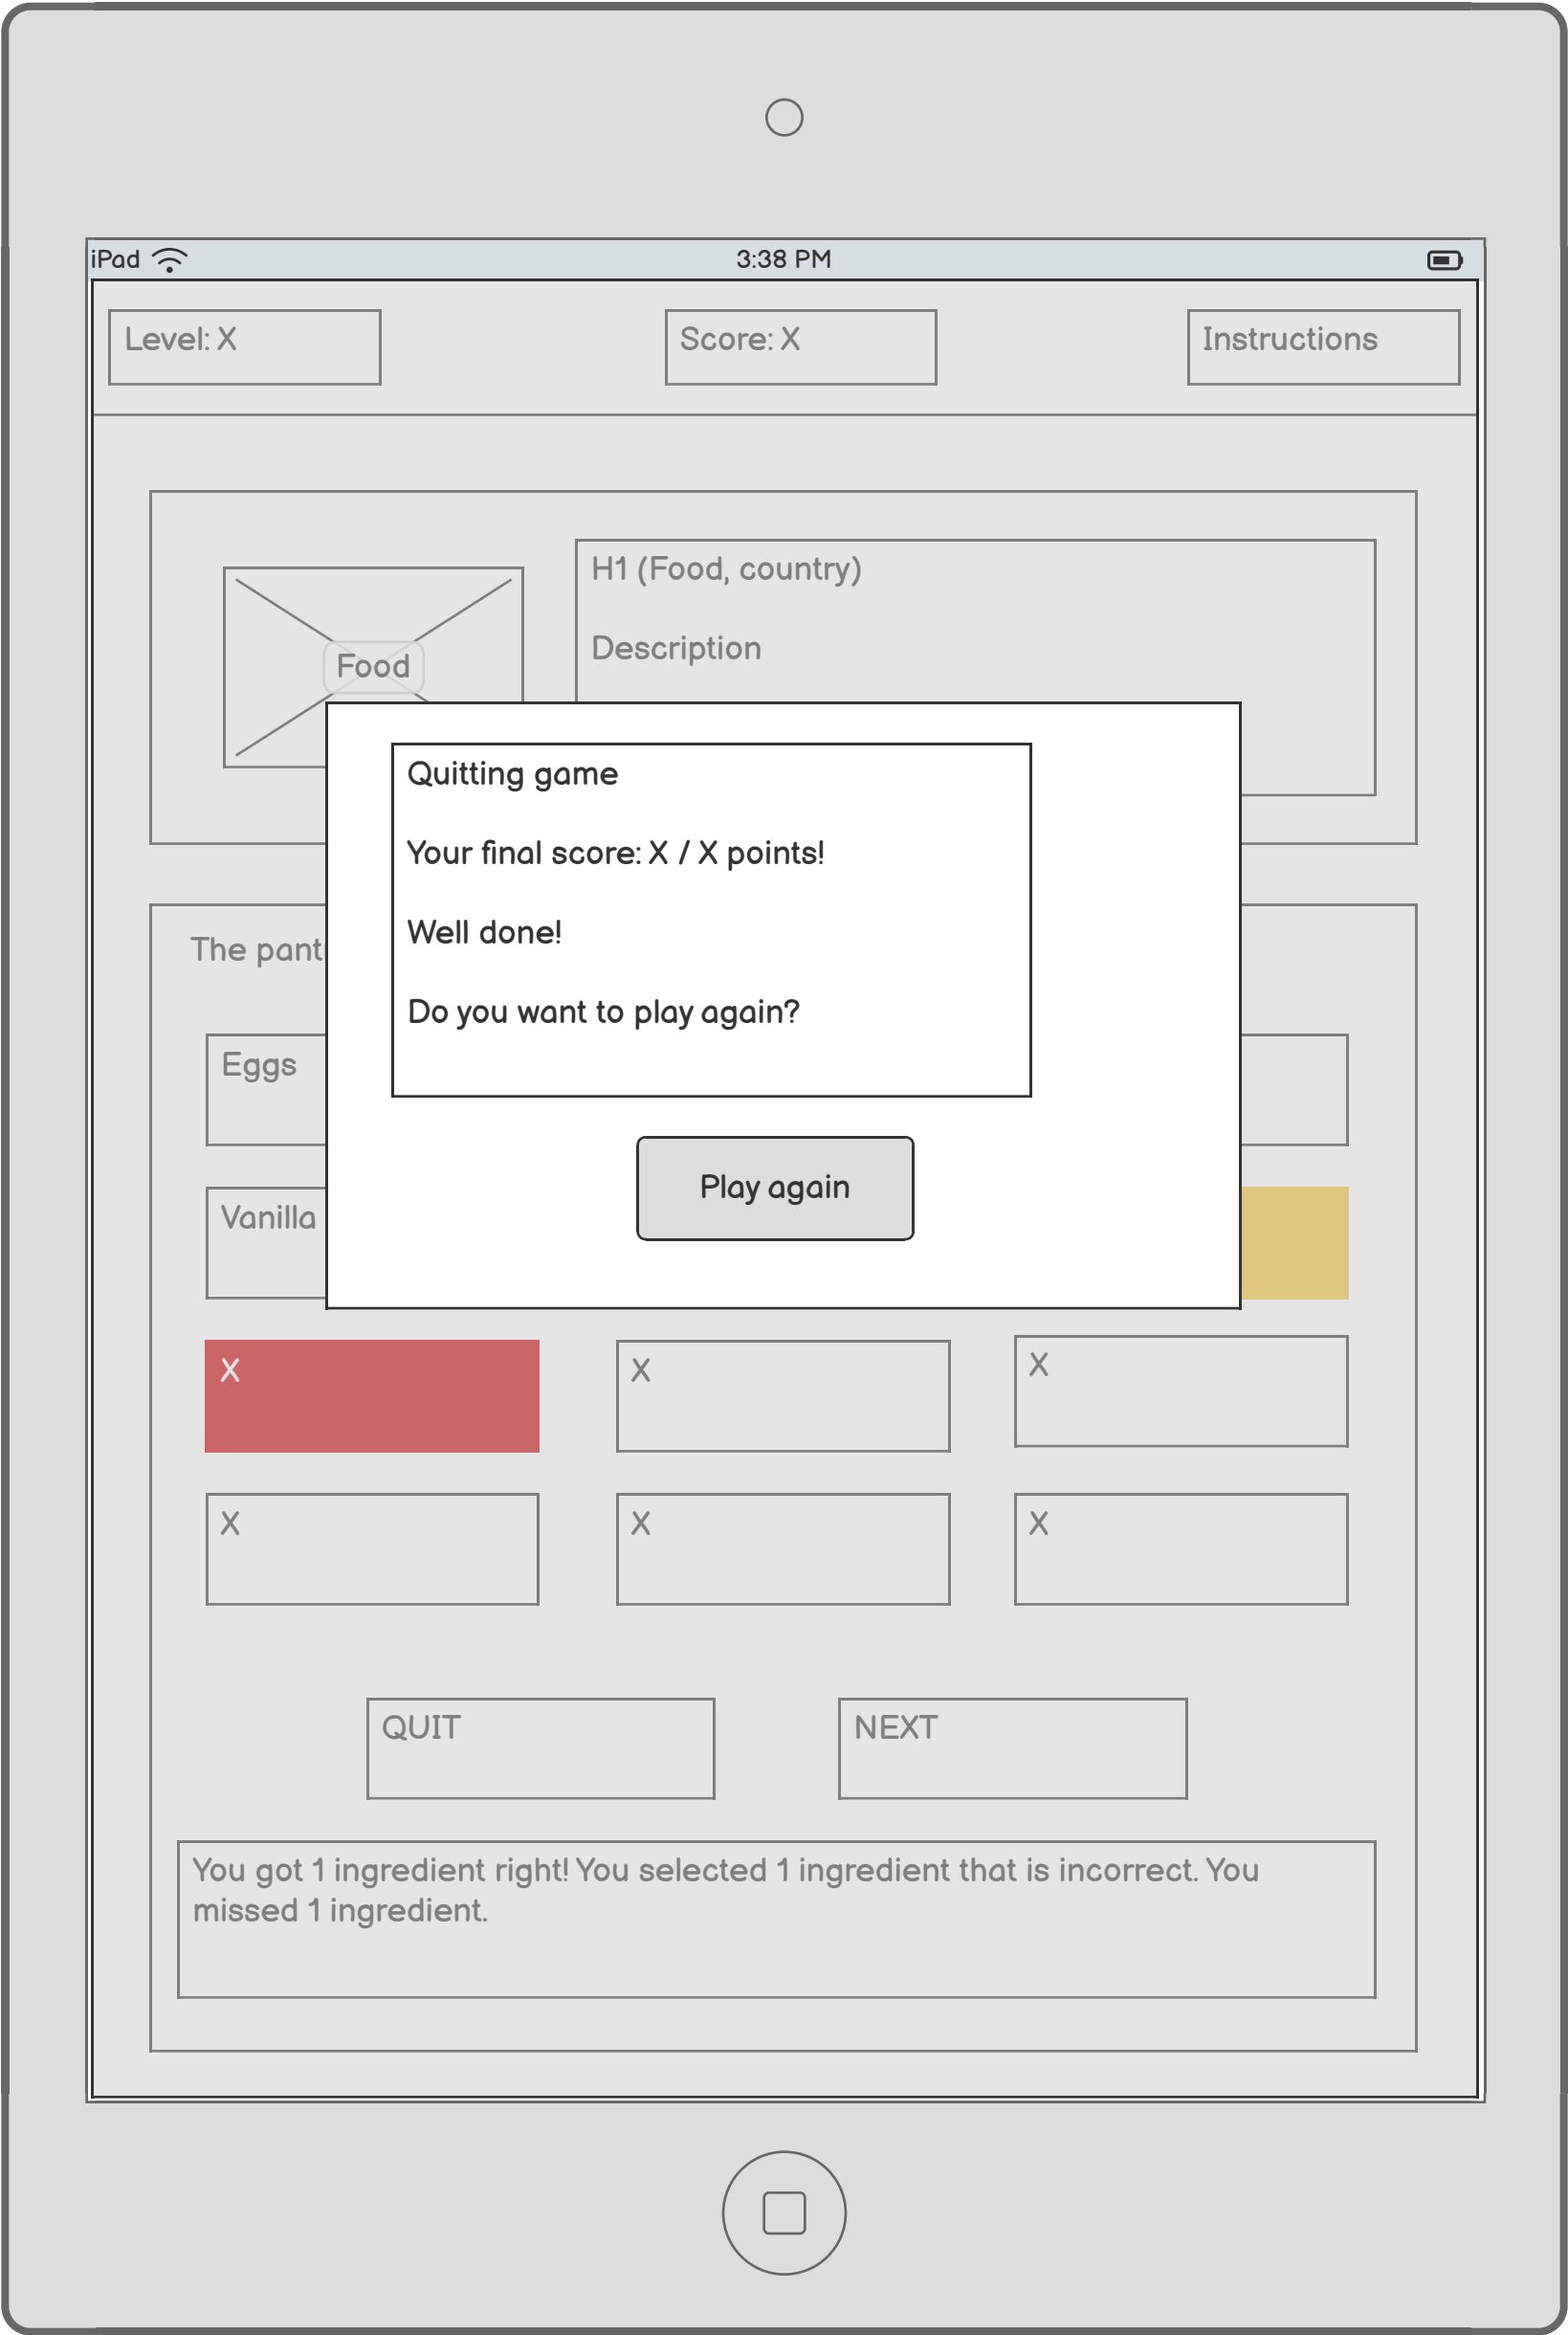 iPad 3:38 PM
Level: X Score: X Instructions
H1 (Food, country)
Description
Food
Quitting game
Your final score: X / X points!
Well done!
Do you want to play again?
Play again
The
Eggs
Vanilla
X X X
X X X
QUIT NEXT
You got 1 ingredient right! You selected 1 ingredient that is incorrect. You
missed 1 ingredient.